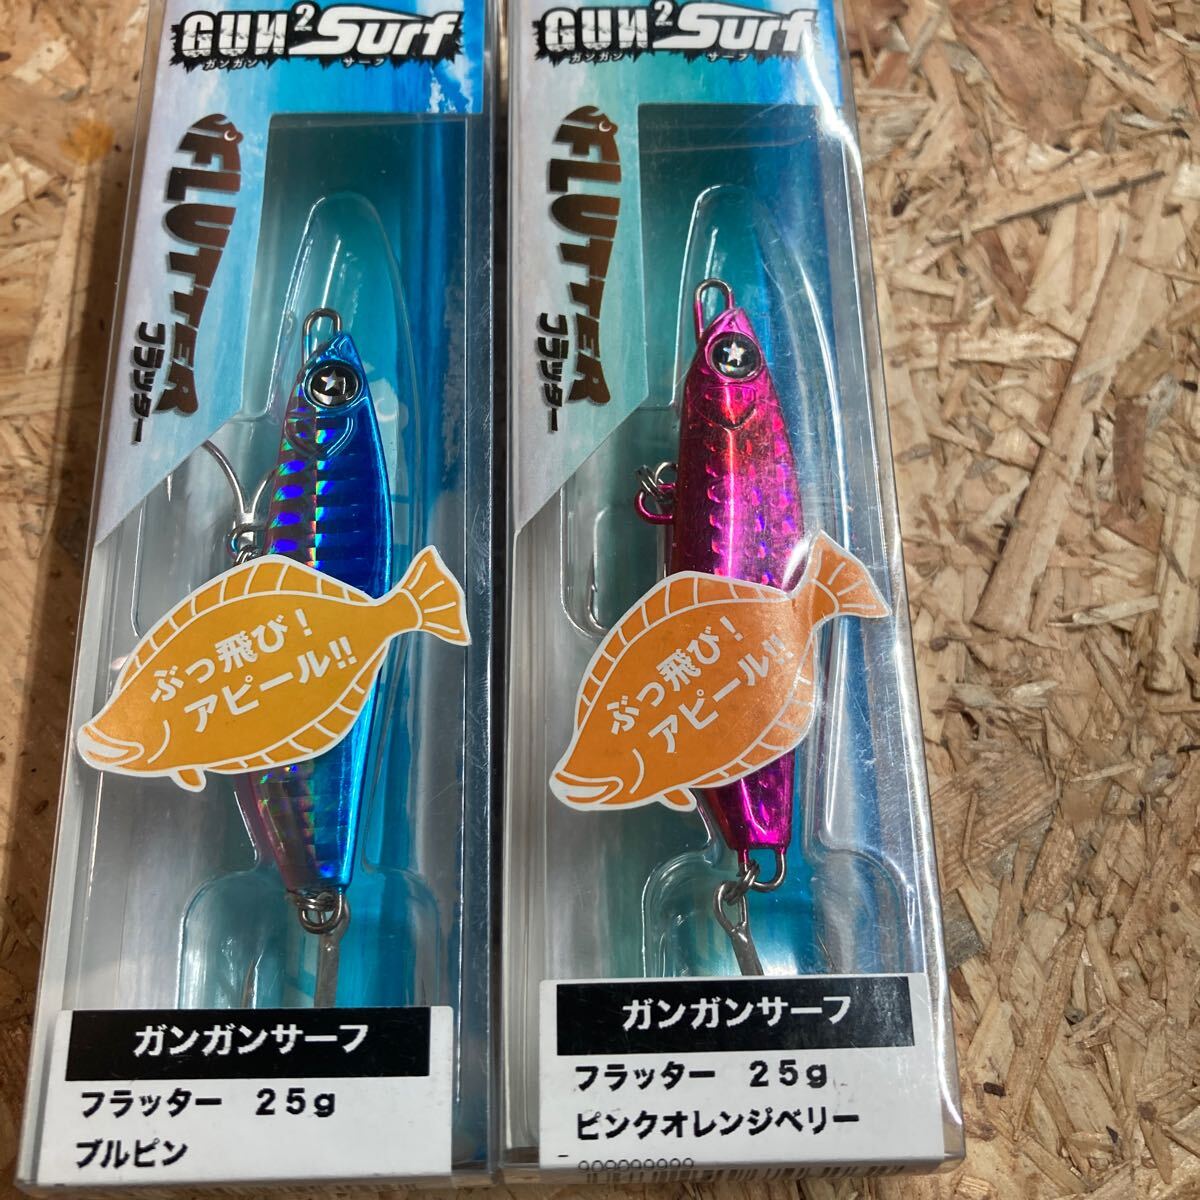 GUN²Surf
ガンガン サーフ
FLUTTER
フラッター
ぶっ飛び!
アピール!!
ガンガンサーフ
フラッター 25g
ブルピン
GUN²Surf
ガンガン サーフ
FLUTTER
フラッター
ぶっ飛び!
アピール!!
ガンガンサーフ
フラッター 25g
ピンクオレンジベリー